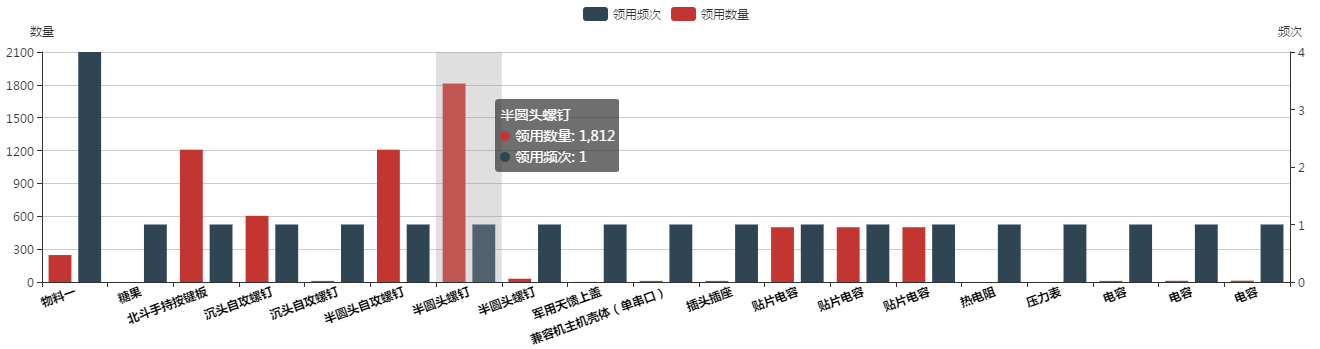 领用频次 领用数量
数量 频次
2100 4
1800
3
1500
1200
2
900
600 1
300
0 0
半圆头螺钉
领用数量: 1,812
领用频次: 1
物料一 糖果 北斗手持按键板 沉头自攻螺钉 沉头自攻螺钉 半圆头自攻螺钉 半圆头螺钉 半圆头螺钉 军用天馈上盖 兼容机主机壳体（单串口） 插头插座 贴片电容 贴片电容 贴片电容 热电阻 压力表 电容 电容 电容